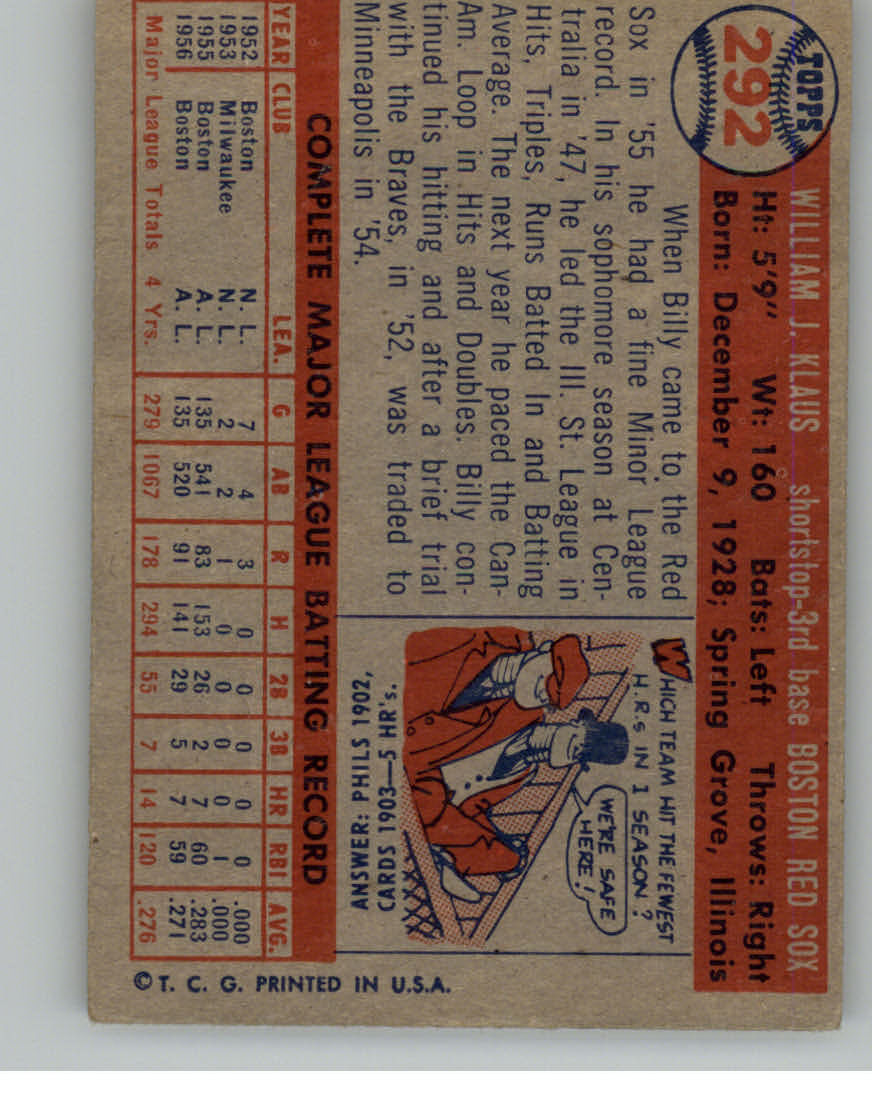 TOPPS
292
WILLIAM J. KLAUS shortstop-3rd base BOSTON RED SOX
Ht: 5'9" Wt: 160 Bats: Left Throws: Right
Born: December 9, 1928; Spring Grove, Illinois
When Billy came to the Red
Sox in '55 he had a fine Minor League
record. In his sophomore season at Cen-
tralia in '47, he led the Ill. St. League in
Hits, Triples, Runs Batted In and Batting
Average. The next year he paced the Can-
Am. Loop in Hits and Doubles. Billy con-
tinued his hitting and after a brief trial
with the Braves, in '52, was traded to
Minneapolis in '54.
WHICH TEAM HIT THE FEWEST
H.R.s IN 1 SEASON?
WE'RE SAFE
HERE!
ANSWER: PHILS 1902,
CARDS 1903—5 HR's.
COMPLETE MAJOR LEAGUE BATTING RECORD
YEAR CLUB LEA. G AB R H 2B 3B HR RBI AVG.
1952 Boston N. L. 7 4 3 0 0 0 0 0 .000
1953 Milwaukee N. L. 2 2 1 0 0 0 0 1 .000
1955 Boston A. L. 135 541 83 153 26 2 7 60 .283
1956 Boston A. L. 135 520 91 141 29 5 7 59 .271
Major League Totals 4 Yrs. 279 1067 178 294 55 7 14 120 .276
© T. C. G. PRINTED IN U.S.A.